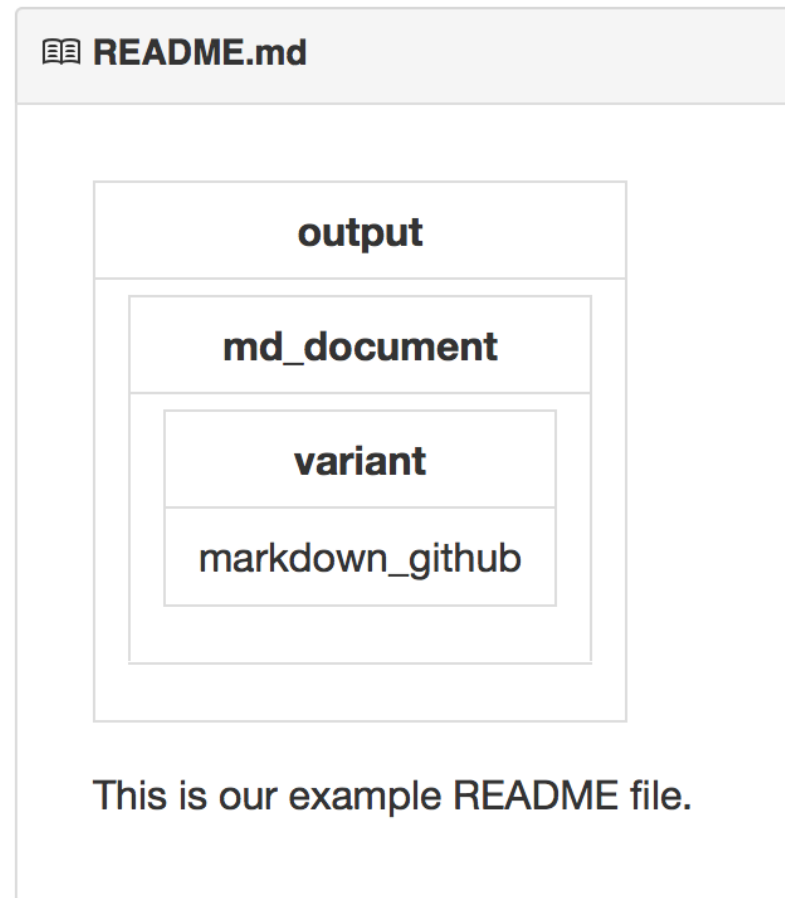 README.md
output
md_document
variant
markdown_github
This is our example README file.